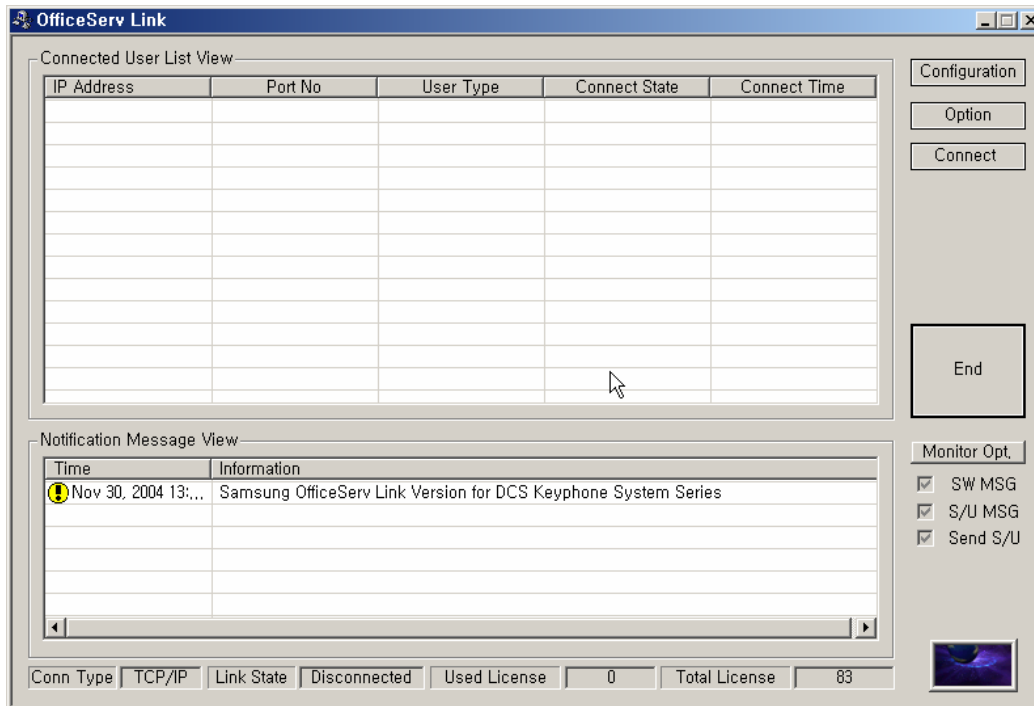 OfficeServ Link
Connected User List View
IP Address Port No User Type Connect State Connect Time
Configuration
Option
Connect
End
Notification Message View
Time Information
Nov 30, 2004 13:... Samsung OfficeServ Link Version for DCS Keyphone System Series
Monitor Opt.
SW MSG
S/U MSG
Send S/U
Conn Type TCP/IP Link State Disconnected Used License 0 Total License 83